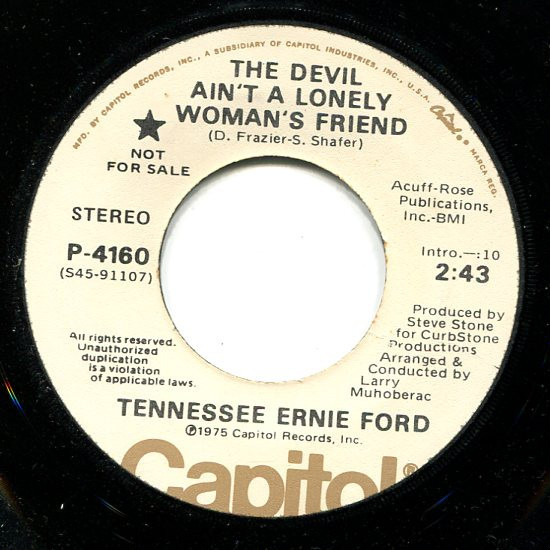 MFD. BY CAPITOL RECORDS, INC., A SUBSIDIARY OF CAPITOL INDUSTRIES, INC., U.S.A.
Capitol
MARCA REG.
THE DEVIL
AIN'T A LONELY
WOMAN'S FRIEND
(D. Frazier-S. Shafer)
★
NOT
FOR SALE
STEREO
P-4160
(S45-91107)
Acuff-Rose
Publications,
Inc.-BMI
Intro.—:10
2:43
All rights reserved.
Unauthorized
duplication
is a violation
of applicable laws.
Produced by
Steve Stone
for CurbStone
Productions
Arranged &
Conducted by
Larry
Muhoberac
TENNESSEE ERNIE FORD
℗1975 Capitol Records, Inc.
Capitol®